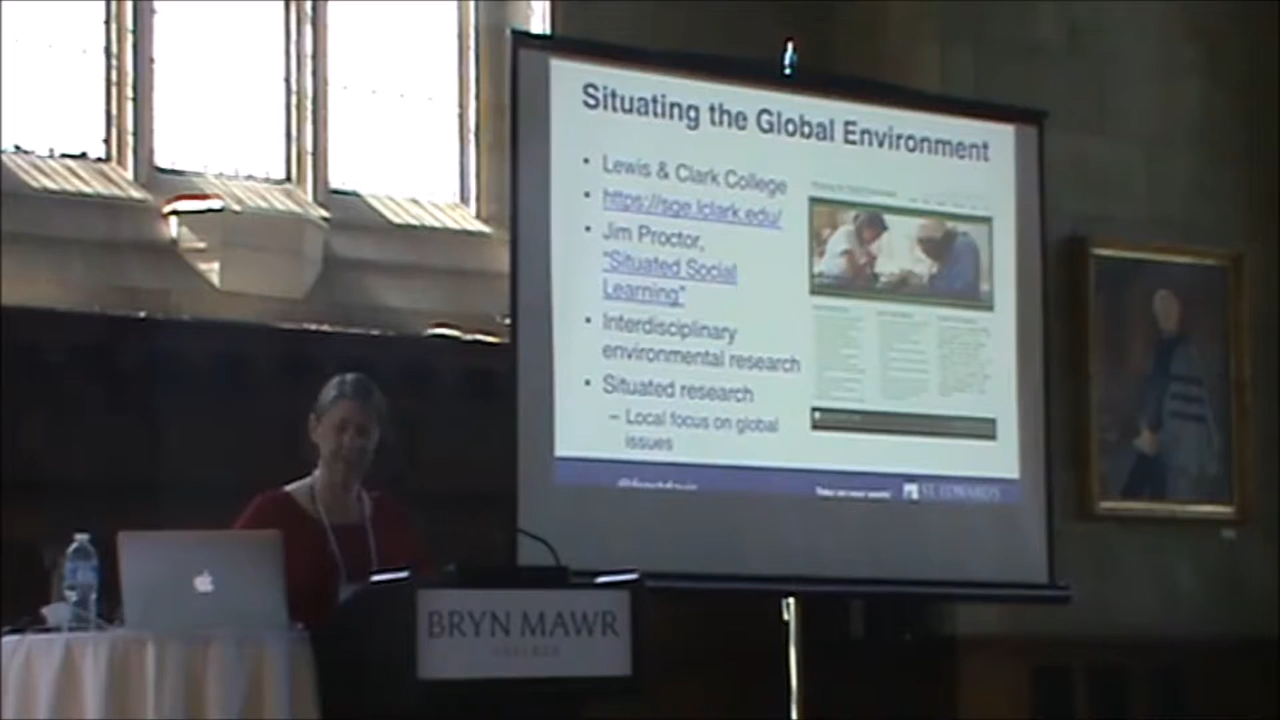 Situating the Global Environment
• Lewis & Clark College
• https://sge.lclark.edu/
• Jim Proctor,
"Situated Social
Learning"
• Interdisciplinary
environmental research
• Situated research
– Local focus on global
issues
ST. EDWARD'S
BRYN MAWR
COLLEGE